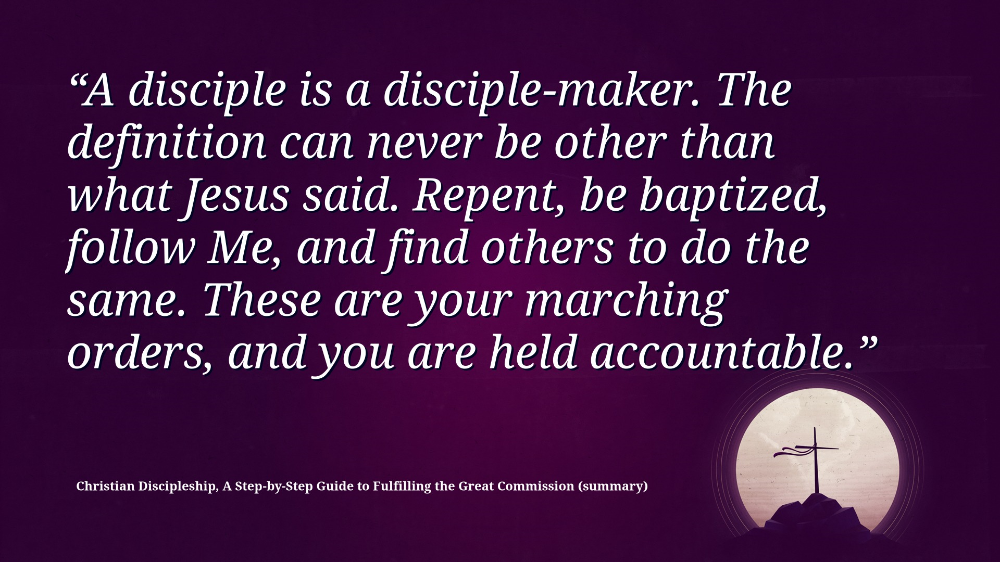 “A disciple is a disciple-maker. The
definition can never be other than
what Jesus said. Repent, be baptized,
follow Me, and find others to do the
same. These are your marching
orders, and you are held accountable.”
Christian Discipleship, A Step-by-Step Guide to Fulfilling the Great Commission (summary)